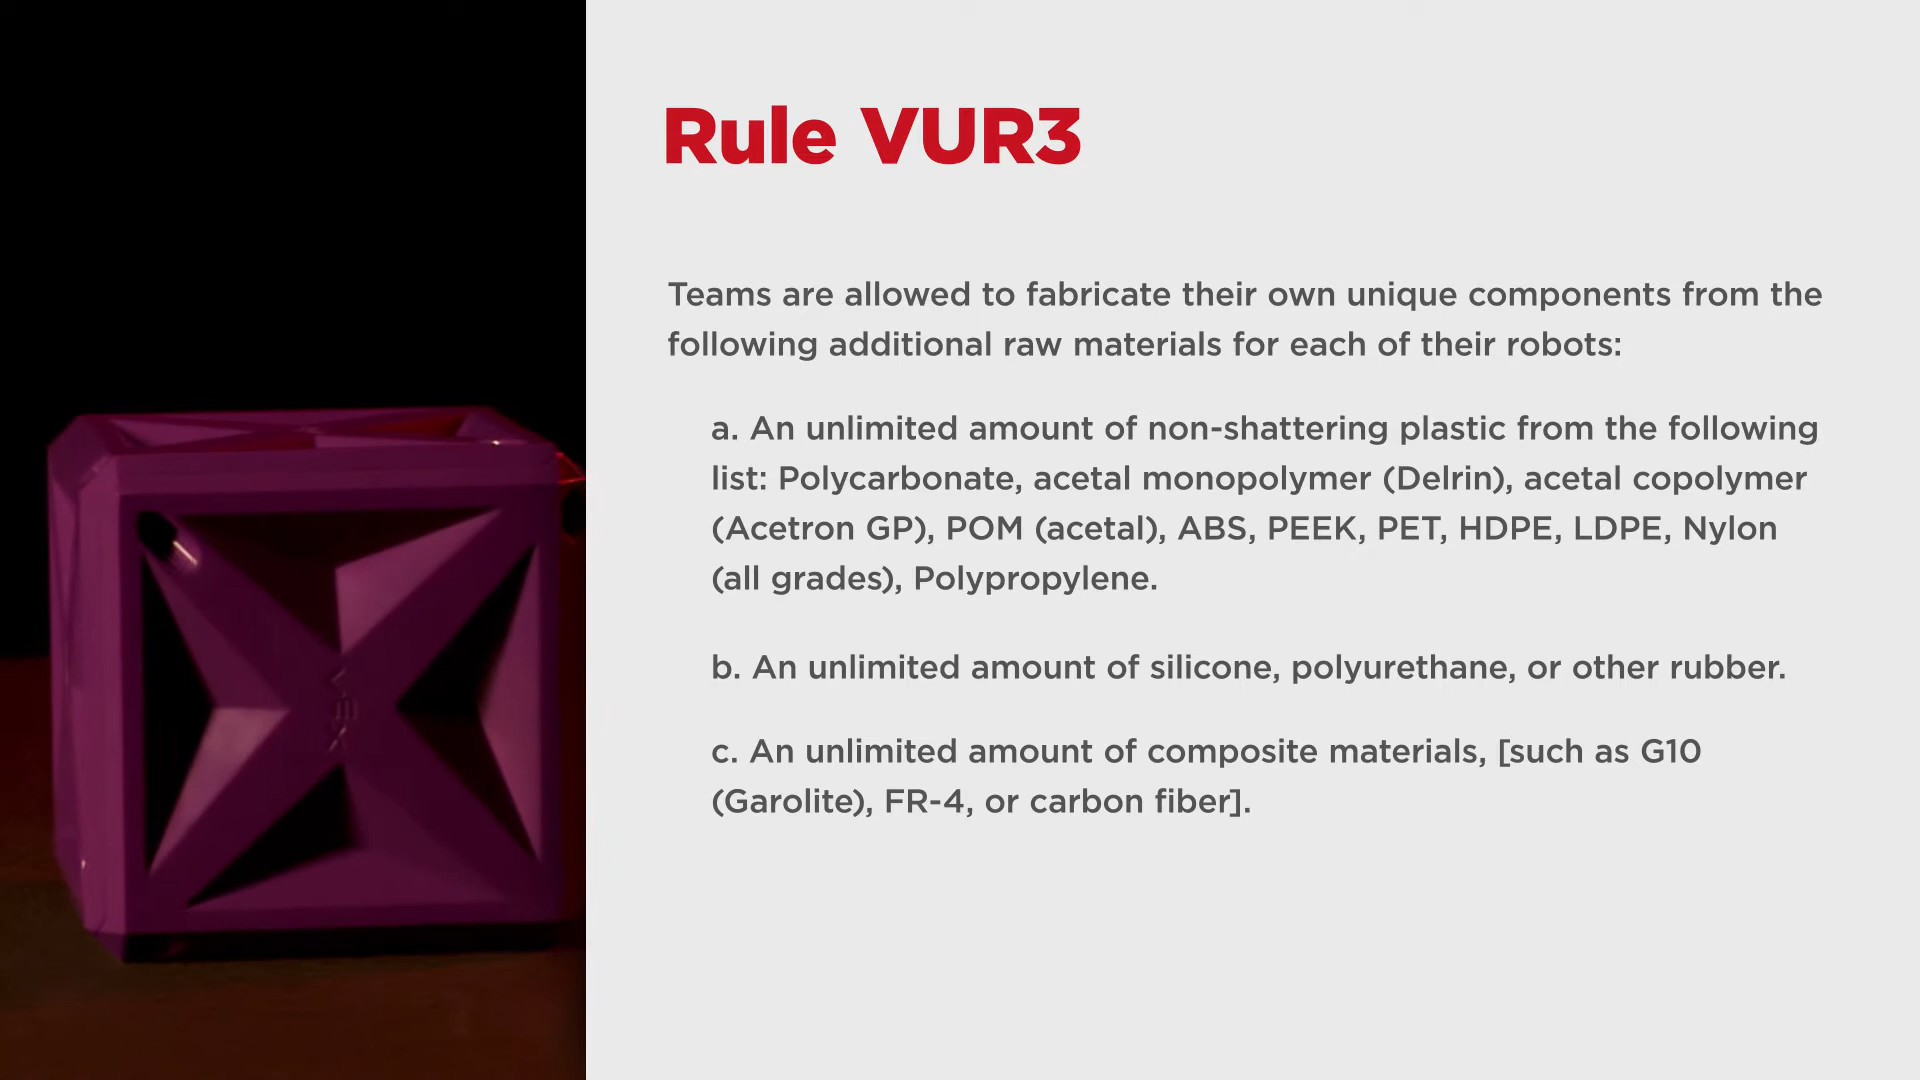 Rule VUR3
Teams are allowed to fabricate their own unique components from the
following additional raw materials for each of their robots:
a. An unlimited amount of non-shattering plastic from the following
list: Polycarbonate, acetal monopolymer (Delrin), acetal copolymer
(Acetron GP), POM (acetal), ABS, PEEK, PET, HDPE, LDPE, Nylon
(all grades), Polypropylene.
b. An unlimited amount of silicone, polyurethane, or other rubber.
c. An unlimited amount of composite materials, [such as G10
(Garolite), FR-4, or carbon fiber].
VEX